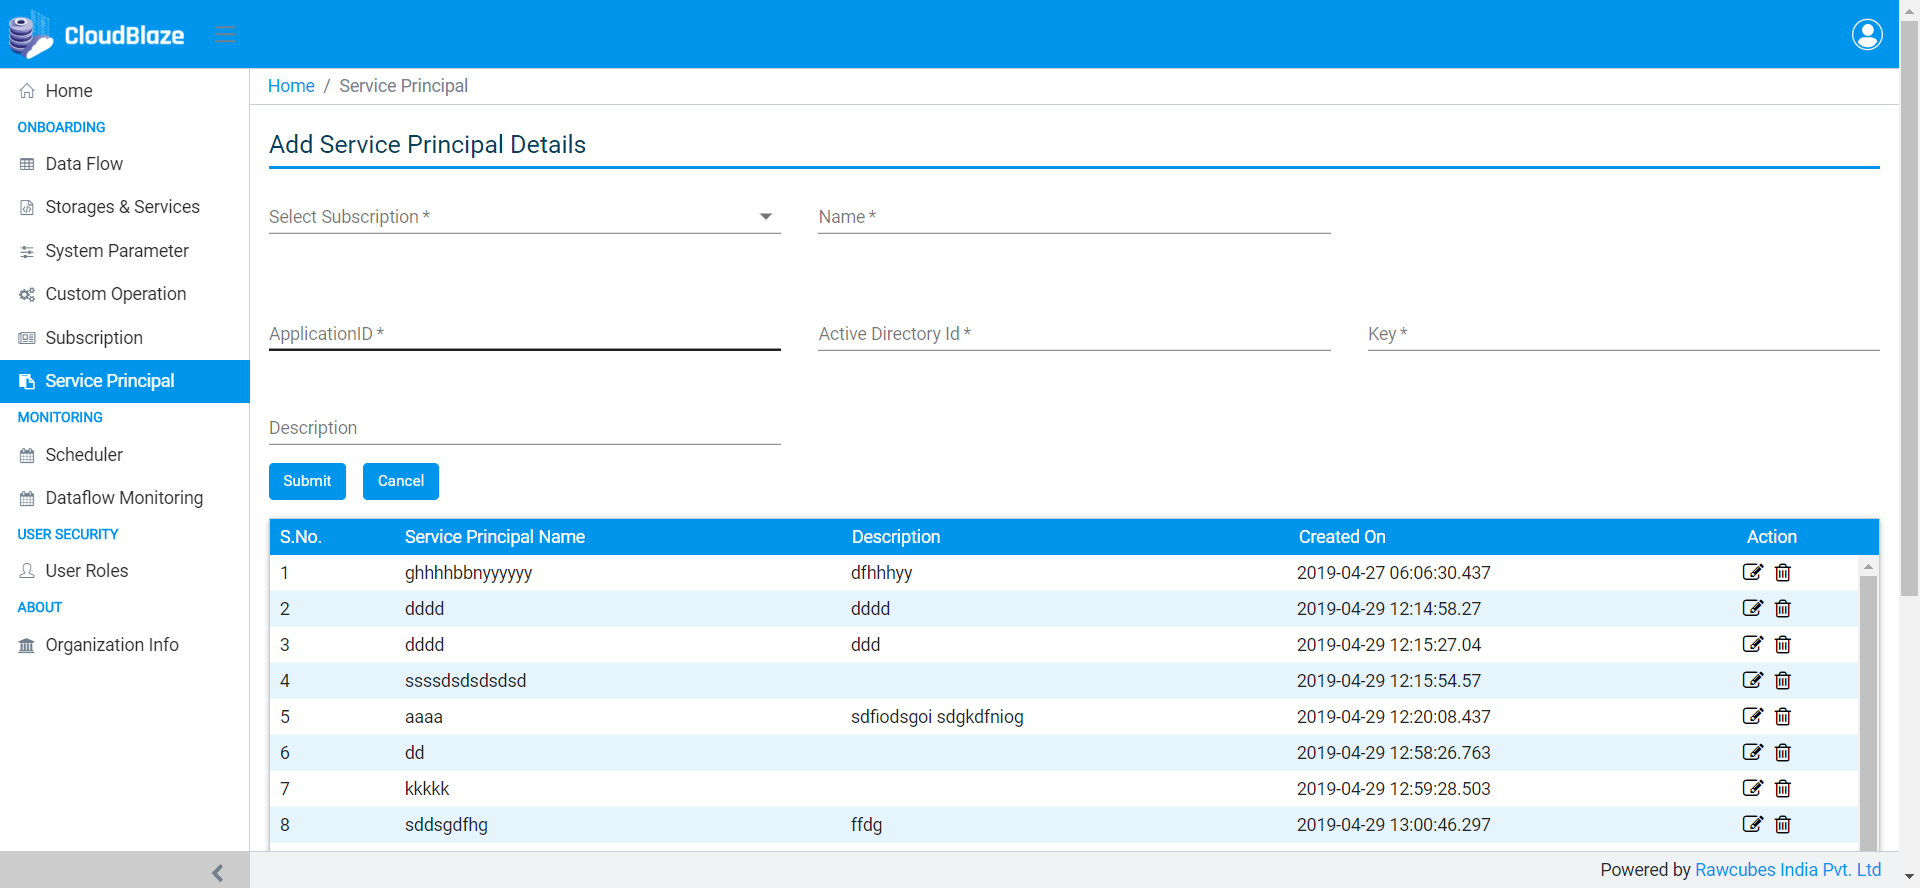 CloudBlaze
Home
ONBOARDING
Data Flow
Storages & Services
System Parameter
Custom Operation
Subscription
Service Principal
MONITORING
Scheduler
Dataflow Monitoring
USER SECURITY
User Roles
ABOUT
Organization Info
Home / Service Principal
Add Service Principal Details
Select Subscription * Name *
ApplicationID * Active Directory Id * Key *
Description
Submit Cancel
S.No. Service Principal Name Description Created On Action
1 ghhhhbbnyyyyyy dfhhhyy 2019-04-27 06:06:30.437
2 dddd dddd 2019-04-29 12:14:58.27
3 dddd ddd 2019-04-29 12:15:27.04
4 ssssdsdsdsdsd 2019-04-29 12:15:54.57
5 aaaa sdfiodsgoi sdgkdfniog 2019-04-29 12:20:08.437
6 dd 2019-04-29 12:58:26.763
7 kkkkk 2019-04-29 12:59:28.503
8 sddsgdfhg ffdg 2019-04-29 13:00:46.297
Powered by Rawcubes India Pvt. Ltd